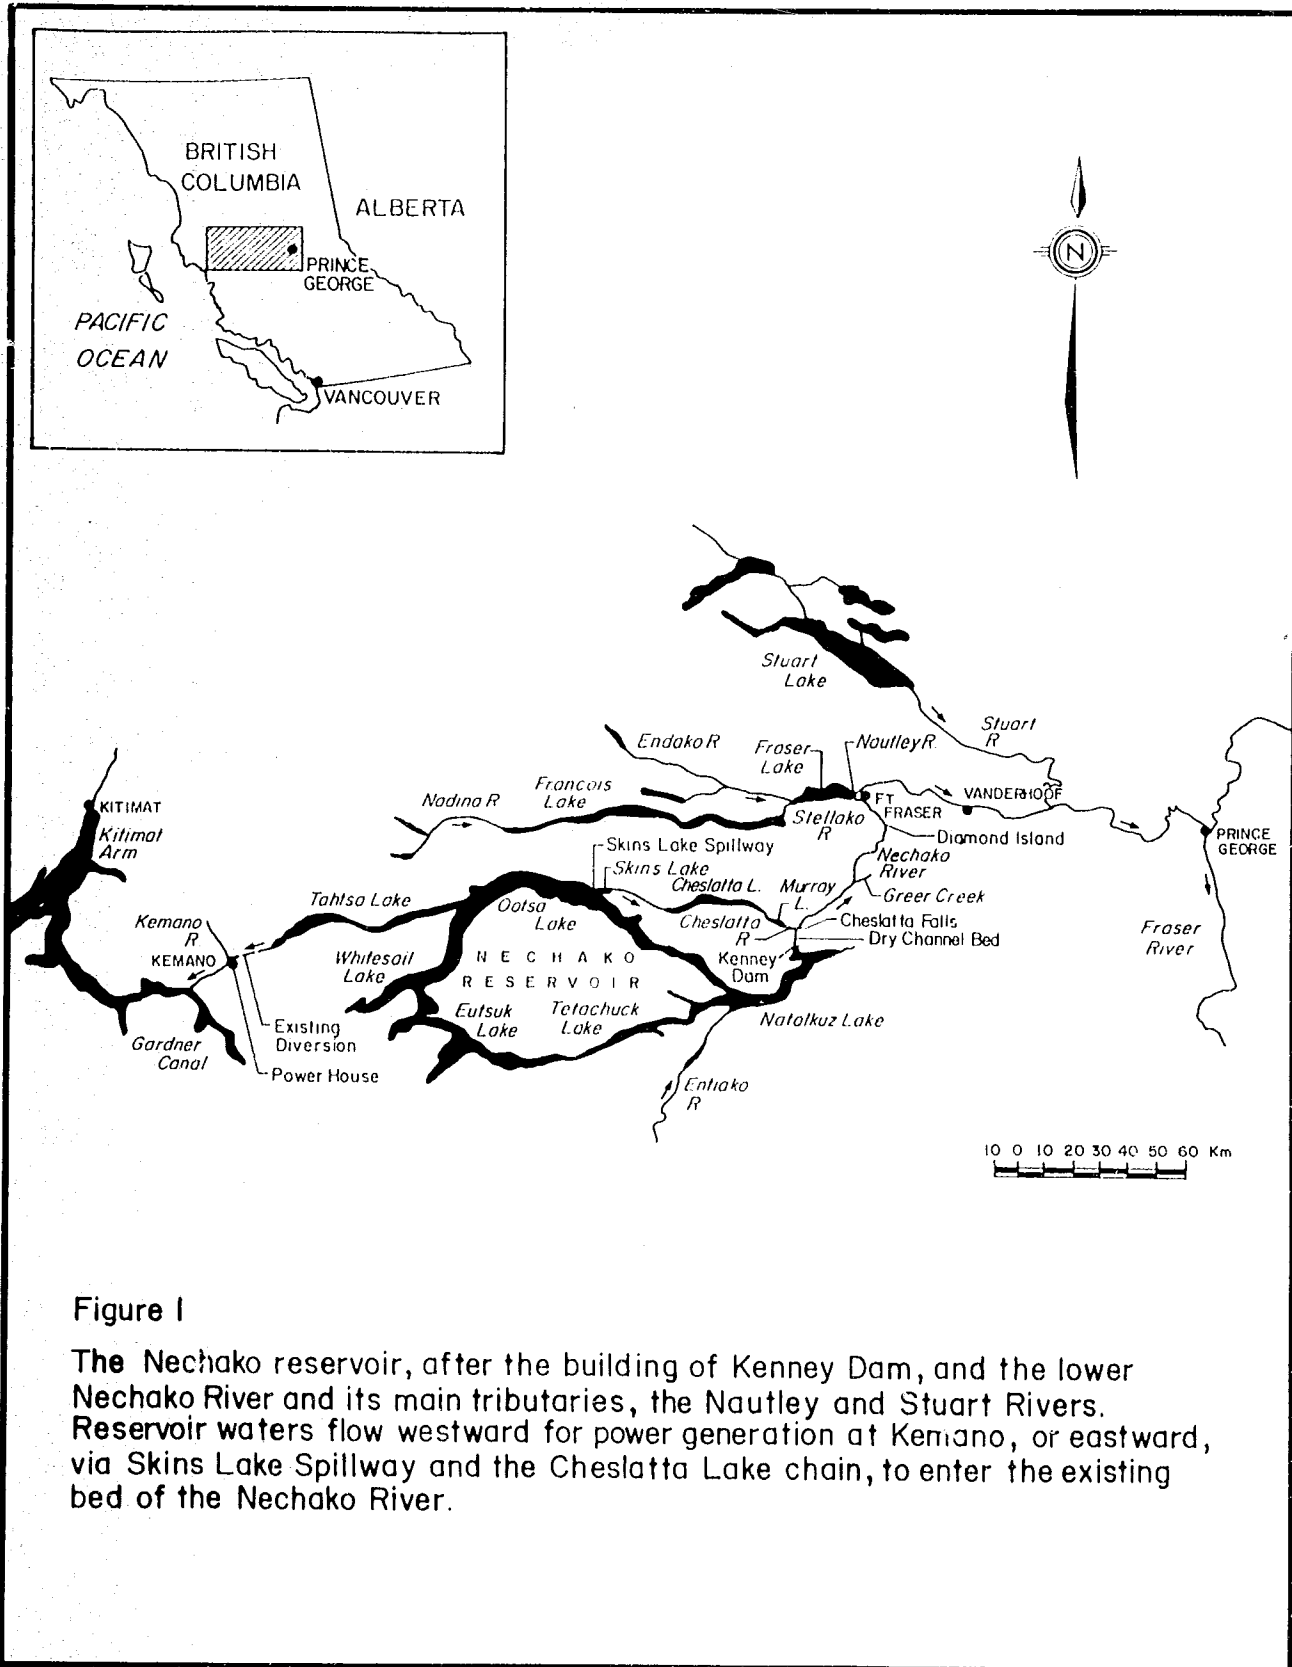 BRITISH
COLUMBIA
ALBERTA
PRINCE
GEORGE
PACIFIC
OCEAN
VANCOUVER
N
Stuart
Lake
Stuart
R
Endako R
Fraser
Lake
Nautley R.
Nadina R
Francois
Lake
Stellako
R
FT
FRASER
VANDERHOOF
Diamond Island
PRINCE
GEORGE
KITIMAT
Kitimat
Arm
Skins Lake Spillway
Skins Lake
Cheslatta L.
Murray
L.
Nechako
River
Greer Creek
Tahtsa Lake
Ootsa
Lake
Cheslatta
R
Cheslatta Falls
Dry Channel Bed
Fraser
River
Kemano
R
KEMANO
Whitesail
Lake
NECHAKO
RESERVOIR
Kenney
Dam
Eutsuk
Lake
Tetachuck
Lake
Natalkuz Lake
Existing
Diversion
Gardner
Canal
Power House
Entiako
R
10 0 10 20 30 40 50 60 Km
Figure 1
The Nechako reservoir, after the building of Kenney Dam, and the lower
Nechako River and its main tributaries, the Nautley and Stuart Rivers.
Reservoir waters flow westward for power generation at Kemano, or eastward,
via Skins Lake Spillway and the Cheslatta Lake chain, to enter the existing
bed of the Nechako River.